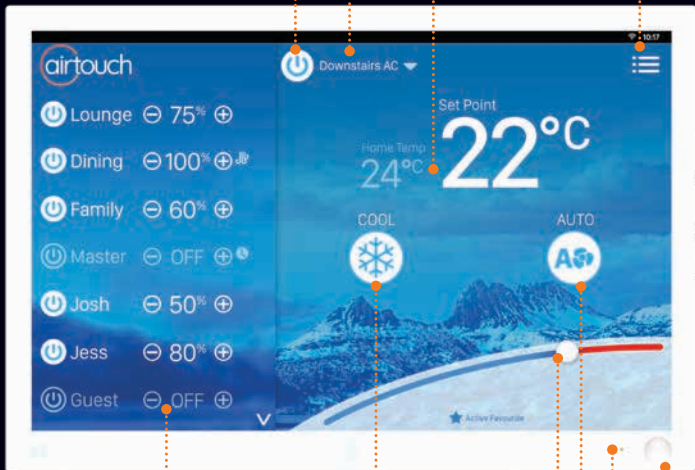 10:17
airtouch
Downstairs AC
Lounge 75%
Dining 100%
Family 60%
Master OFF
Josh 50%
Jess 80%
Guest OFF
Set Point
22°C
Home Temp
24°C
COOL
AUTO
A
Active Favourite